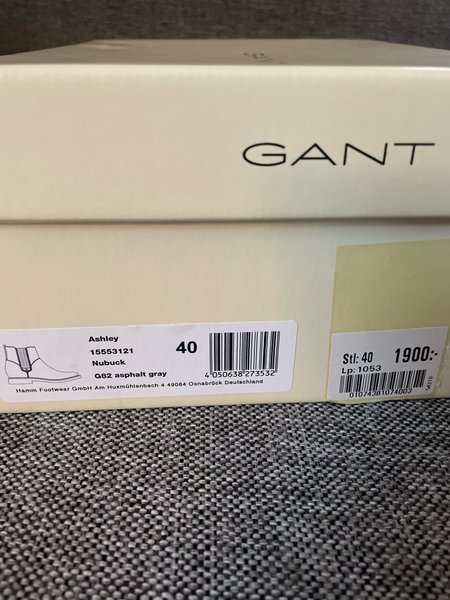 GANT
Ashley
15553121
40
Nubuck
G82 asphalt gray
4 050638 273532
Hamm Footwear GmbH Am Huxmühlenbach 4 49084 Osnabrück Deutschland
Stl: 40 1900:-
Lp: 1053
01074381074003